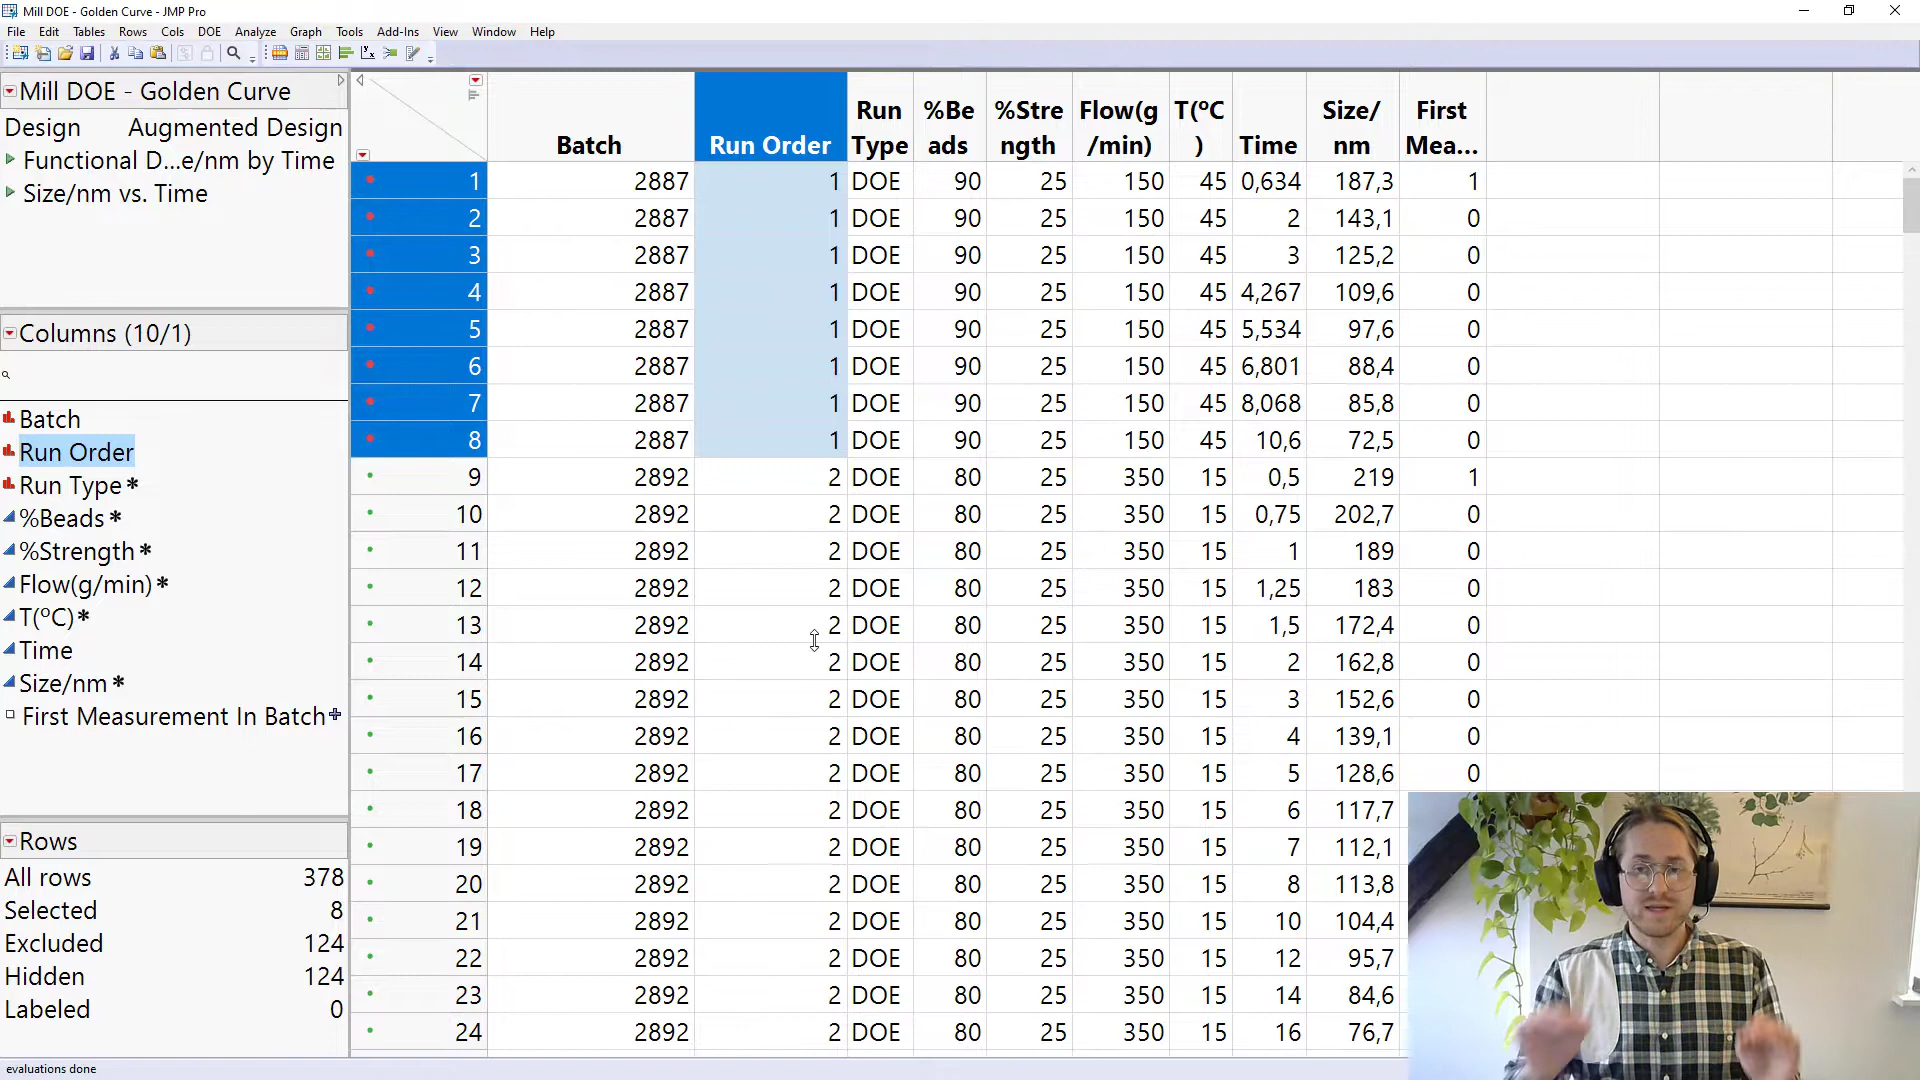 Mill DOE - Golden Curve - JMP Pro
File Edit Tables Rows Cols DOE Analyze Graph Tools Add-Ins View Window Help
Mill DOE - Golden Curve
Design Augmented Design
Functional D...e/nm by Time
Size/nm vs. Time
Columns (10/1)
Batch
Run Order
Run Type*
%Beads*
%Strength*
Flow(g/min)*
T(ºC)*
Time
Size/nm*
First Measurement In Batch
Rows
All rows 378
Selected 8
Excluded 124
Hidden 124
Labeled 0
Batch Run Order Run Type %Beads %Strength Flow(g/min) T(ºC) Time Size/nm First Mea...
1 2887 1 DOE 90 25 150 45 0,634 187,3 1
2 2887 1 DOE 90 25 150 45 2 143,1 0
3 2887 1 DOE 90 25 150 45 3 125,2 0
4 2887 1 DOE 90 25 150 45 4,267 109,6 0
5 2887 1 DOE 90 25 150 45 5,534 97,6 0
6 2887 1 DOE 90 25 150 45 6,801 88,4 0
7 2887 1 DOE 90 25 150 45 8,068 85,8 0
8 2887 1 DOE 90 25 150 45 10,6 72,5 0
9 2892 2 DOE 80 25 350 15 0,5 219 1
10 2892 2 DOE 80 25 350 15 0,75 202,7 0
11 2892 2 DOE 80 25 350 15 1 189 0
12 2892 2 DOE 80 25 350 15 1,25 183 0
13 2892 2 DOE 80 25 350 15 1,5 172,4 0
14 2892 2 DOE 80 25 350 15 2 162,8 0
15 2892 2 DOE 80 25 350 15 3 152,6 0
16 2892 2 DOE 80 25 350 15 4 139,1 0
17 2892 2 DOE 80 25 350 15 5 128,6 0
18 2892 2 DOE 80 25 350 15 6 117,7
19 2892 2 DOE 80 25 350 15 7 112,1
20 2892 2 DOE 80 25 350 15 8 113,8
21 2892 2 DOE 80 25 350 15 10 104,4
22 2892 2 DOE 80 25 350 15 12 95,7
23 2892 2 DOE 80 25 350 15 14 84,6
24 2892 2 DOE 80 25 350 15 16 76,7
evaluations done